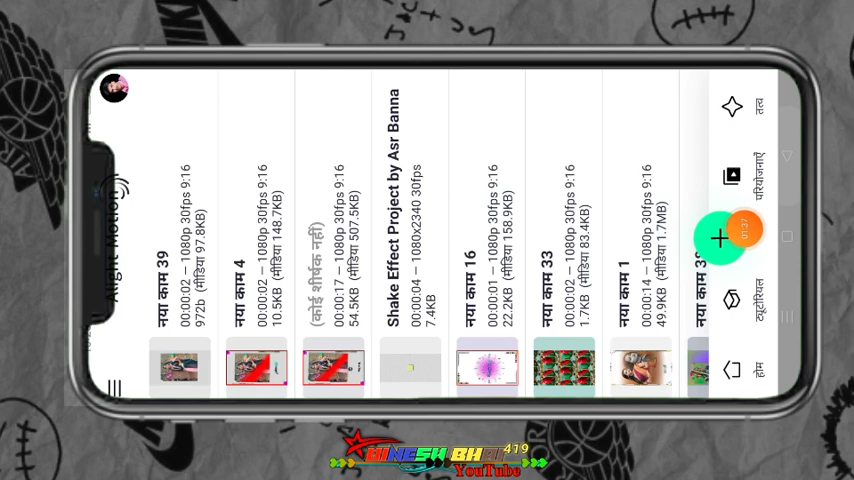 Alight Motion
नया काम 39
00:00:02 — 1080p 30fps 9:16
972b (मीडिया 97.8KB)
नया काम 4
00:00:02 — 1080p 30fps 9:16
10.5KB (मीडिया 148.7KB)
(कोई शीर्षक नहीं)
00:00:17 — 1080p 30fps 9:16
54.5KB (मीडिया 507.5KB)
Shake Effect Project by Asr Banna
00:00:04 — 1080x2340 30fps
7.4KB
नया काम 16
00:00:01 — 1080p 30fps 9:16
22.2KB (मीडिया 158.9KB)
नया काम 33
00:00:02 — 1080p 30fps 9:16
1.7KB (मीडिया 83.4KB)
नया काम 1
00:00:14 — 1080p 30fps 9:16
49.9KB (मीडिया 1.7MB)
नया काम
01:37
होम
ट्यूटोरियल
परियोजनाएँ
तत्व
DINESH BHAI 419
YouTube
NIKE